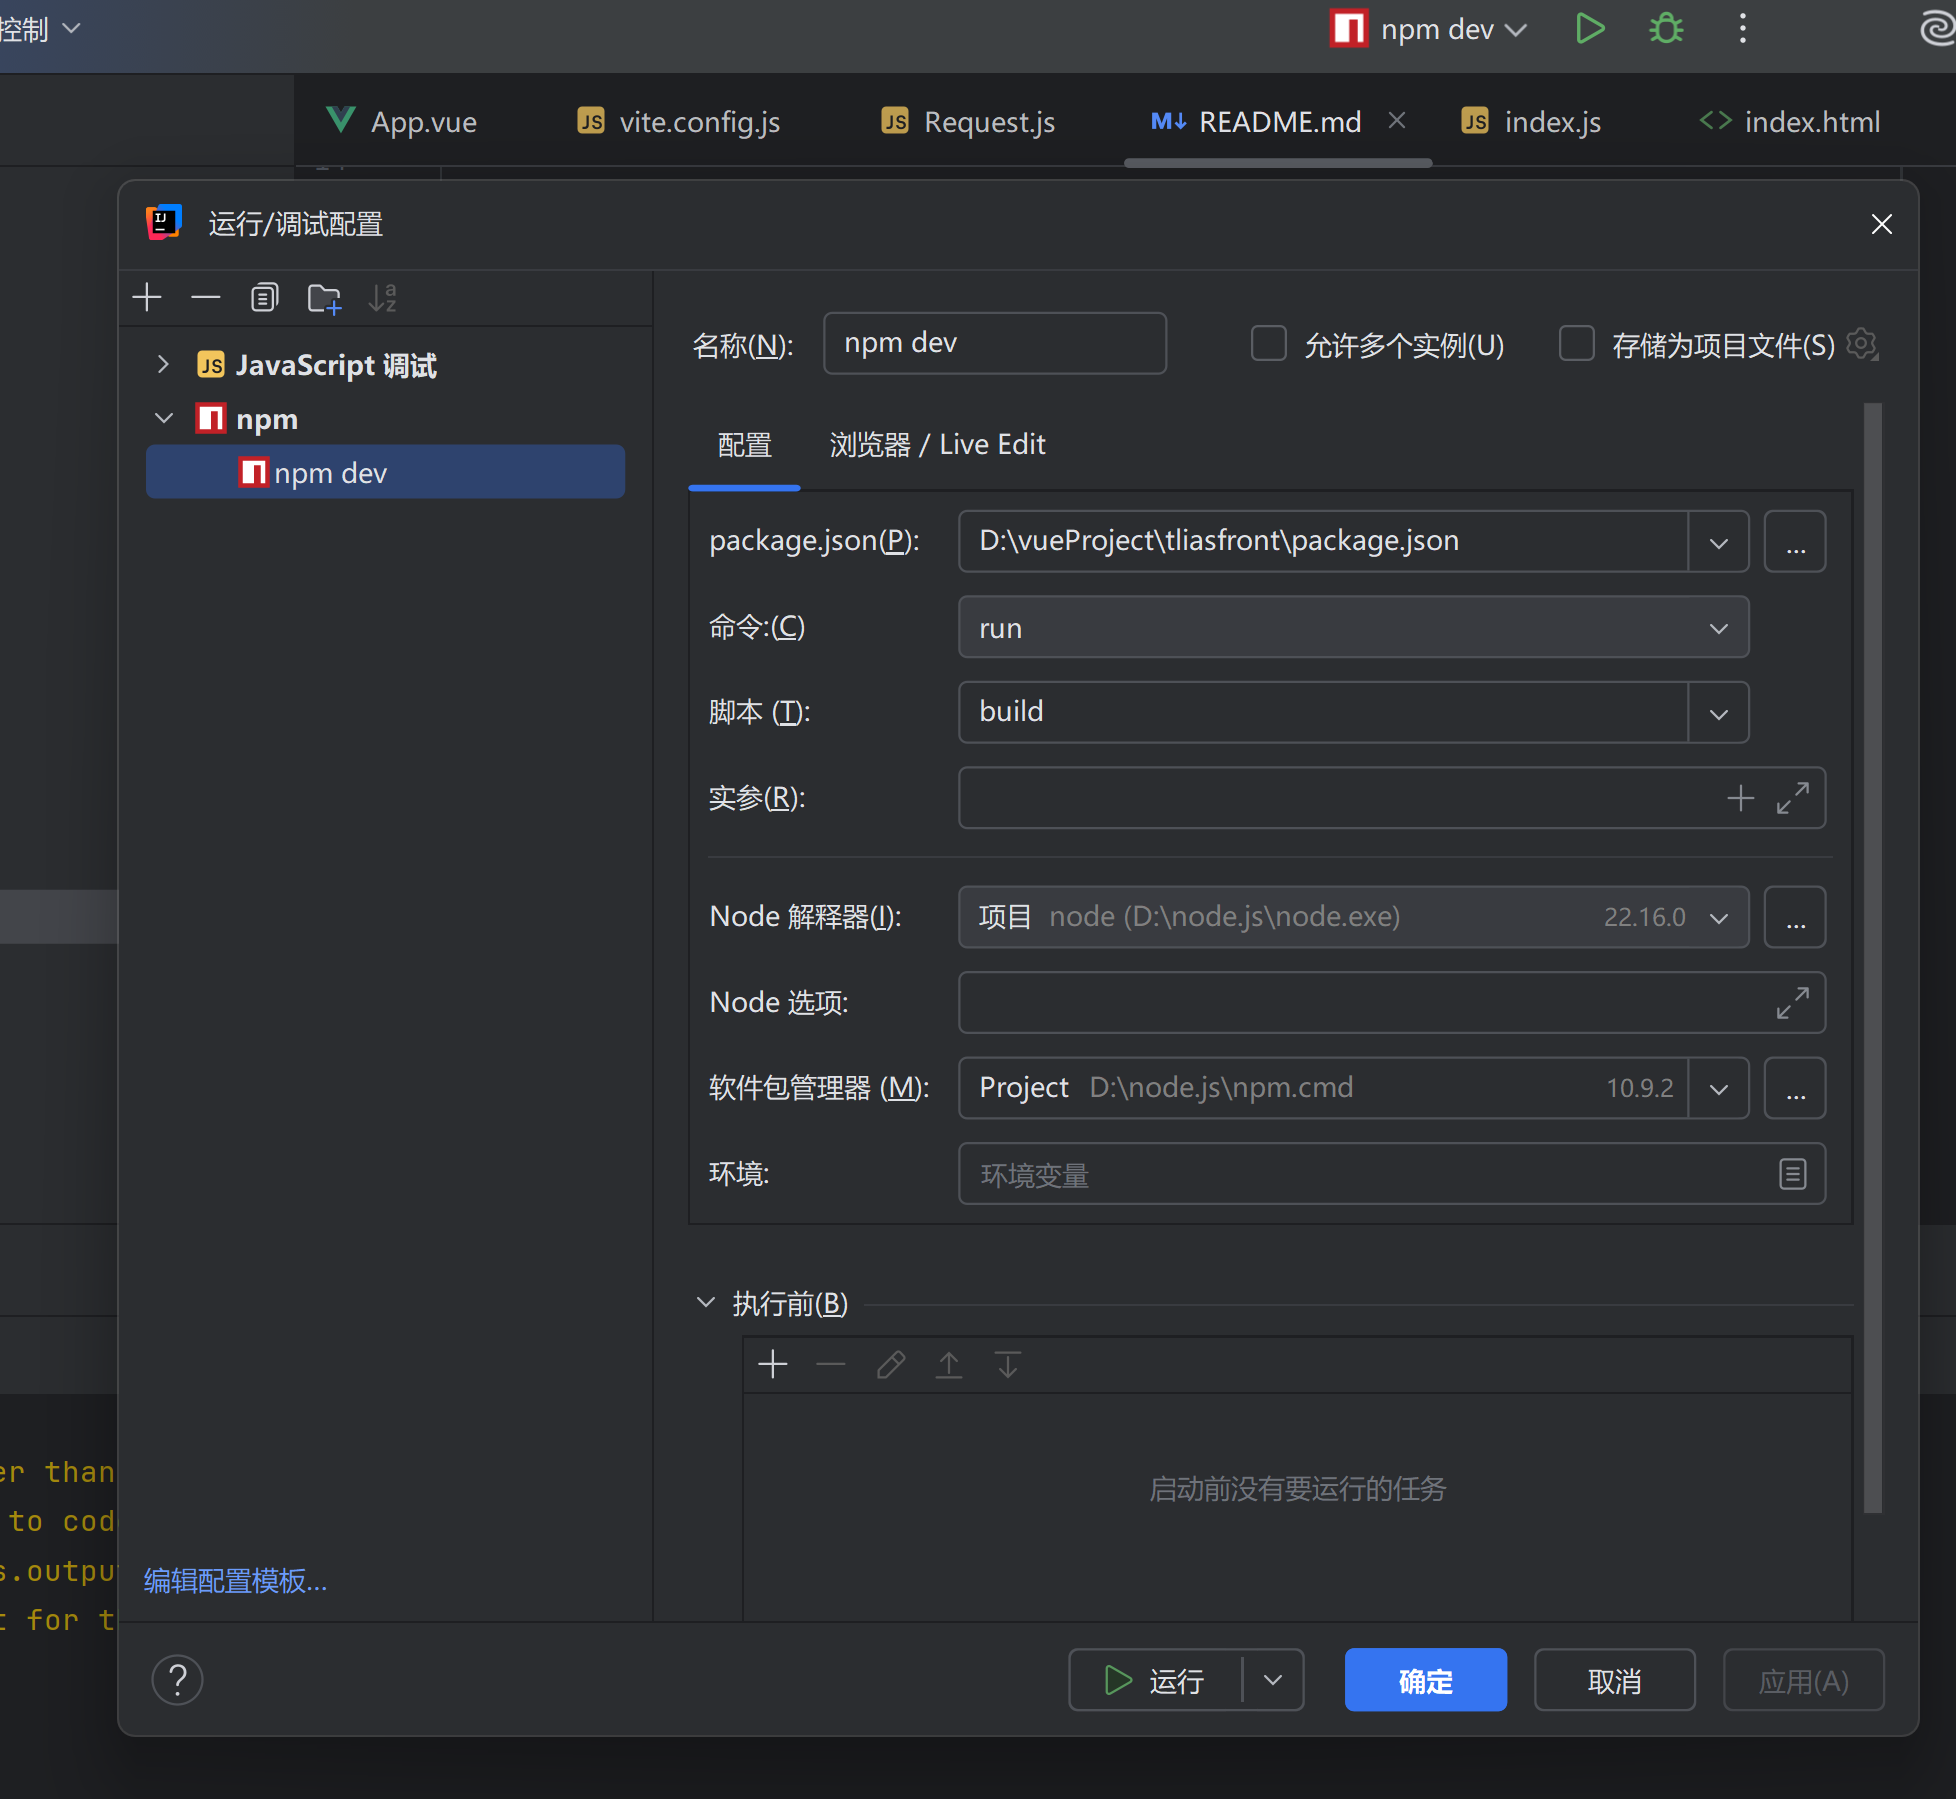 控制
npm dev
App.vue
JS vite.config.js
JS Request.js
M↓ README.md
JS index.js
<> index.html
运行/调试配置
JS JavaScript 调试
npm
npm dev
编辑配置模板...
名称(N):
npm dev
允许多个实例(U)
存储为项目文件(S)
配置
浏览器 / Live Edit
package.json(P):
D:\vueProject\tliasfront\package.json
...
命令:(C)
run
脚本 (T):
build
实参(R):
Node 解释器(I):
项目 node (D:\node.js\node.exe) 22.16.0
...
Node 选项:
软件包管理器 (M):
Project D:\node.js\npm.cmd 10.9.2
...
环境:
环境变量
执行前(B)
启动前没有要运行的任务
er than
to cod
s.outpu
t for t
?
运行
确定
取消
应用(A)